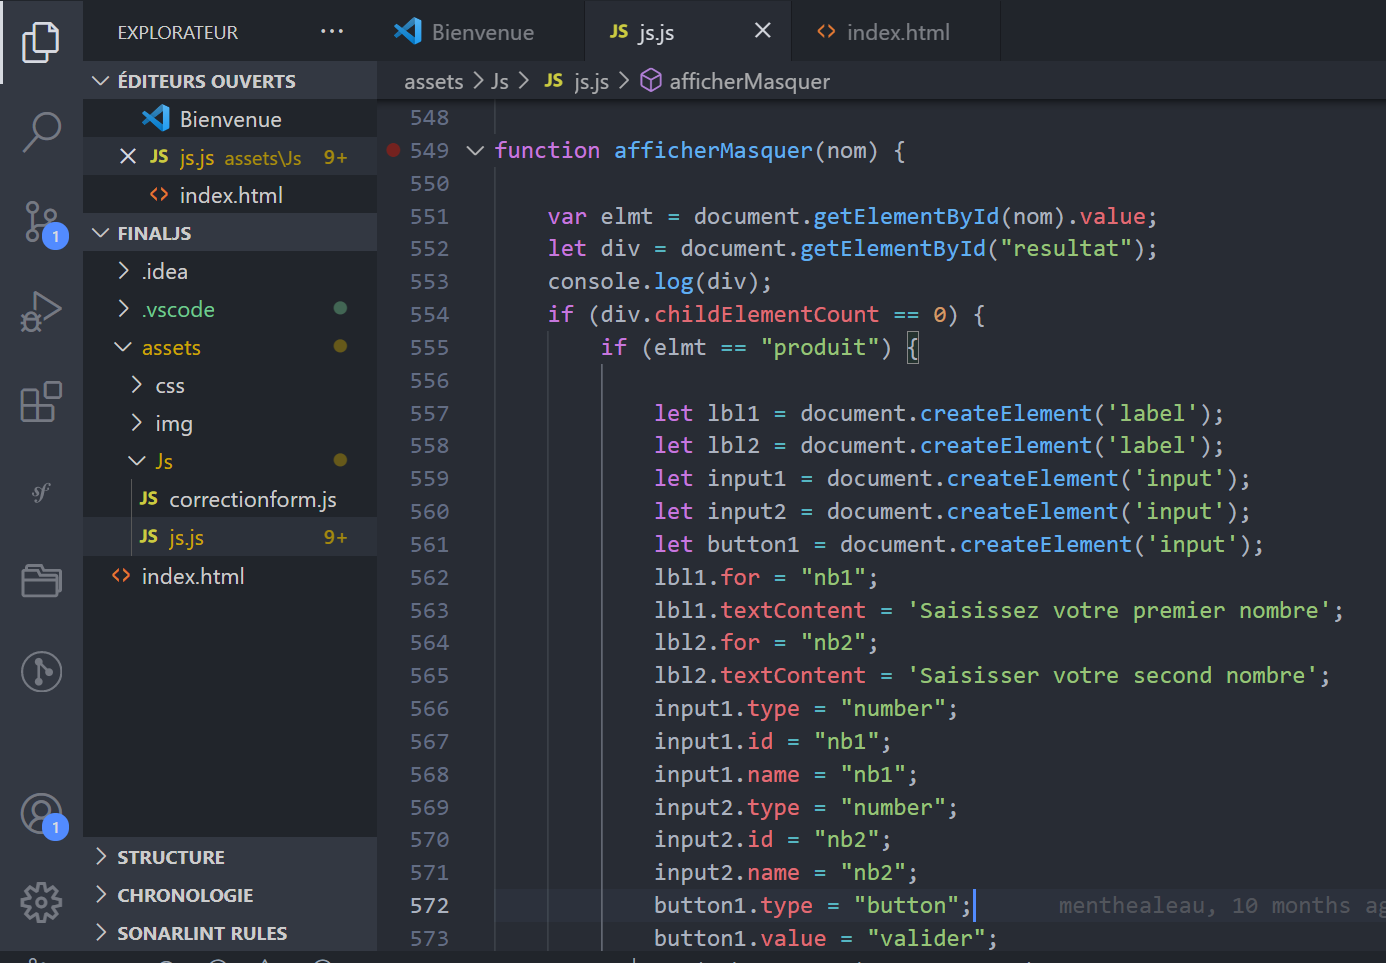 EXPLORATEUR ···
ÉDITEURS OUVERTS
Bienvenue
JS js.js assets\Js 9+
<> index.html
FINALJS
.idea
.vscode
assets
css
img
Js
JS correctionform.js
JS js.js 9+
<> index.html
STRUCTURE
CHRONOLOGIE
SONARLINT RULES
1
sf
1
Bienvenue
JS js.js
<> index.html
assets > Js > JS js.js > afficherMasquer
548
549 function afficherMasquer(nom) {
550
551 var elmt = document.getElementById(nom).value;
552 let div = document.getElementById("resultat");
553 console.log(div);
554 if (div.childElementCount == 0) {
555 if (elmt == "produit") {
556
557 let lbl1 = document.createElement('label');
558 let lbl2 = document.createElement('label');
559 let input1 = document.createElement('input');
560 let input2 = document.createElement('input');
561 let button1 = document.createElement('input');
562 lbl1.for = "nb1";
563 lbl1.textContent = 'Saisissez votre premier nombre';
564 lbl2.for = "nb2";
565 lbl2.textContent = 'Saisisser votre second nombre';
566 input1.type = "number";
567 input1.id = "nb1";
568 input1.name = "nb1";
569 input2.type = "number";
570 input2.id = "nb2";
571 input2.name = "nb2";
572 button1.type = "button"; menthealeau, 10 months ag
573 button1.value = "valider";